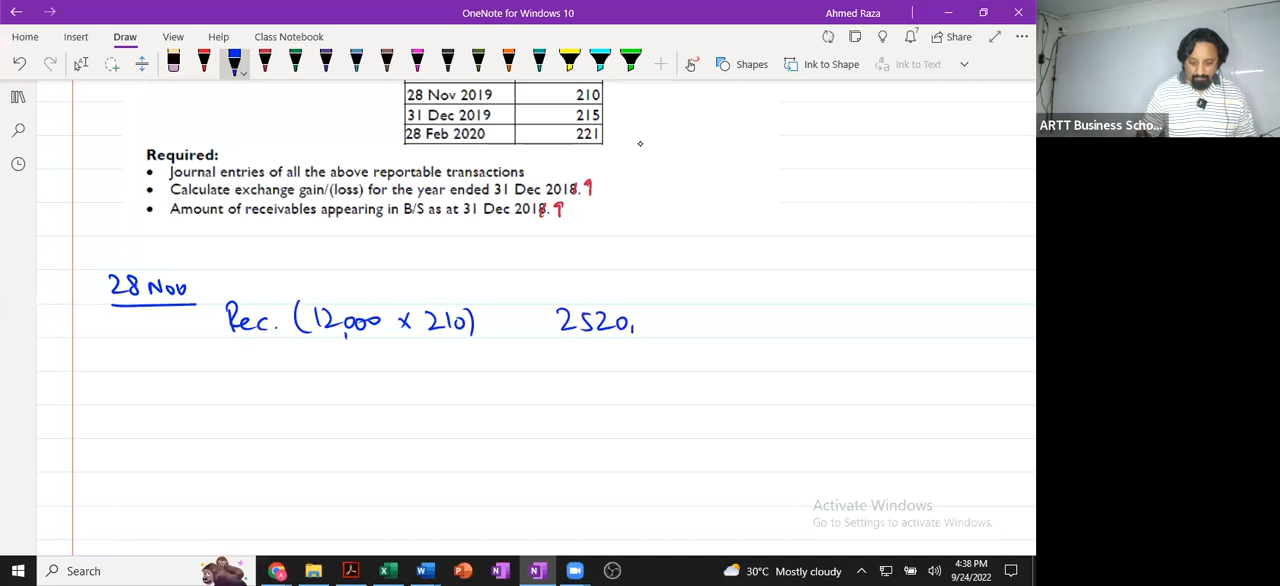 OneNote for Windows 10
Ahmed Raza
Home Insert Draw View Help Class Notebook
Share
Shapes Ink to Shape Ink to Text
28 Nov 2019 210
31 Dec 2019 215
28 Feb 2020 221
Required:
• Journal entries of all the above reportable transactions
• Calculate exchange gain/(loss) for the year ended 31 Dec 2018. 9
• Amount of receivables appearing in B/S as at 31 Dec 2018. 9
28 Nov
Rec. (12,000 x 210) 2520,
Activate Windows
Go to Settings to activate Windows.
ARTT Business Scho...
Search
30°C Mostly cloudy
4:38 PM
9/24/2022